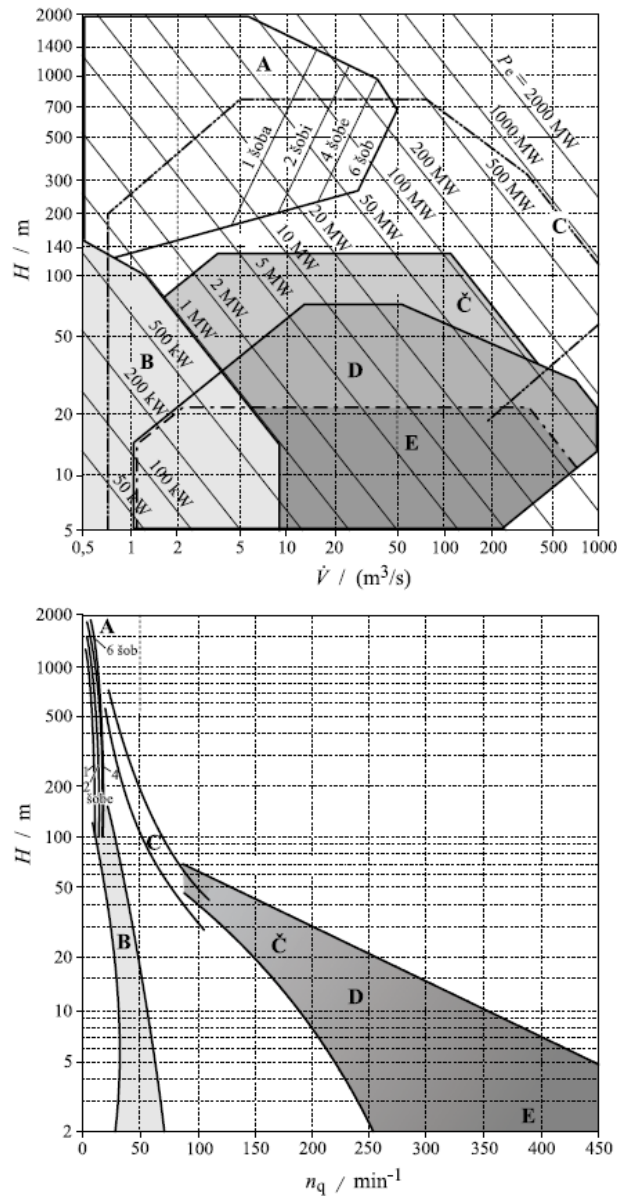 2000
1400
1000
700
500
300
200
140
100
50
20
10
5
H / m
A
B
C
Č
D
E
1 šoba
2 šobi
4 šobe
6 šob
P e = 2000 MW
1000 MW
500 MW
200 MW
100 MW
50 MW
20 MW
10 MW
5 MW
2 MW
1 MW
500 kW
200 kW
100 kW
50 kW
0,5 1 2 5 10 20 50 100 200 500 1000
V̇ / (m³/s)
2000
1000
500
200
100
50
20
10
5
2
H / m
A
6 šob
1
4
2
šobe
C
B
Č
D
E
0 50 100 150 200 250 300 350 400 450
nq / min-1